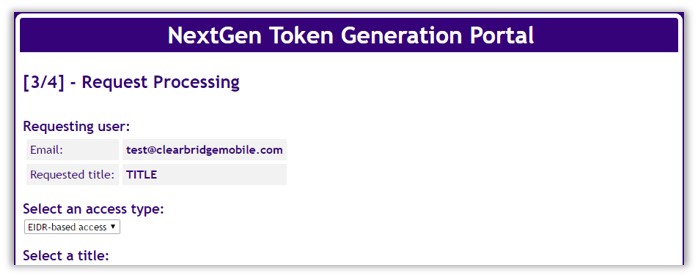 NextGen Token Generation Portal
[3/4] - Request Processing
Requesting user:
Email: test@clearbridgemobile.com
Requested title: TITLE
Select an access type:
EIDR-based access ▼
Select a title: